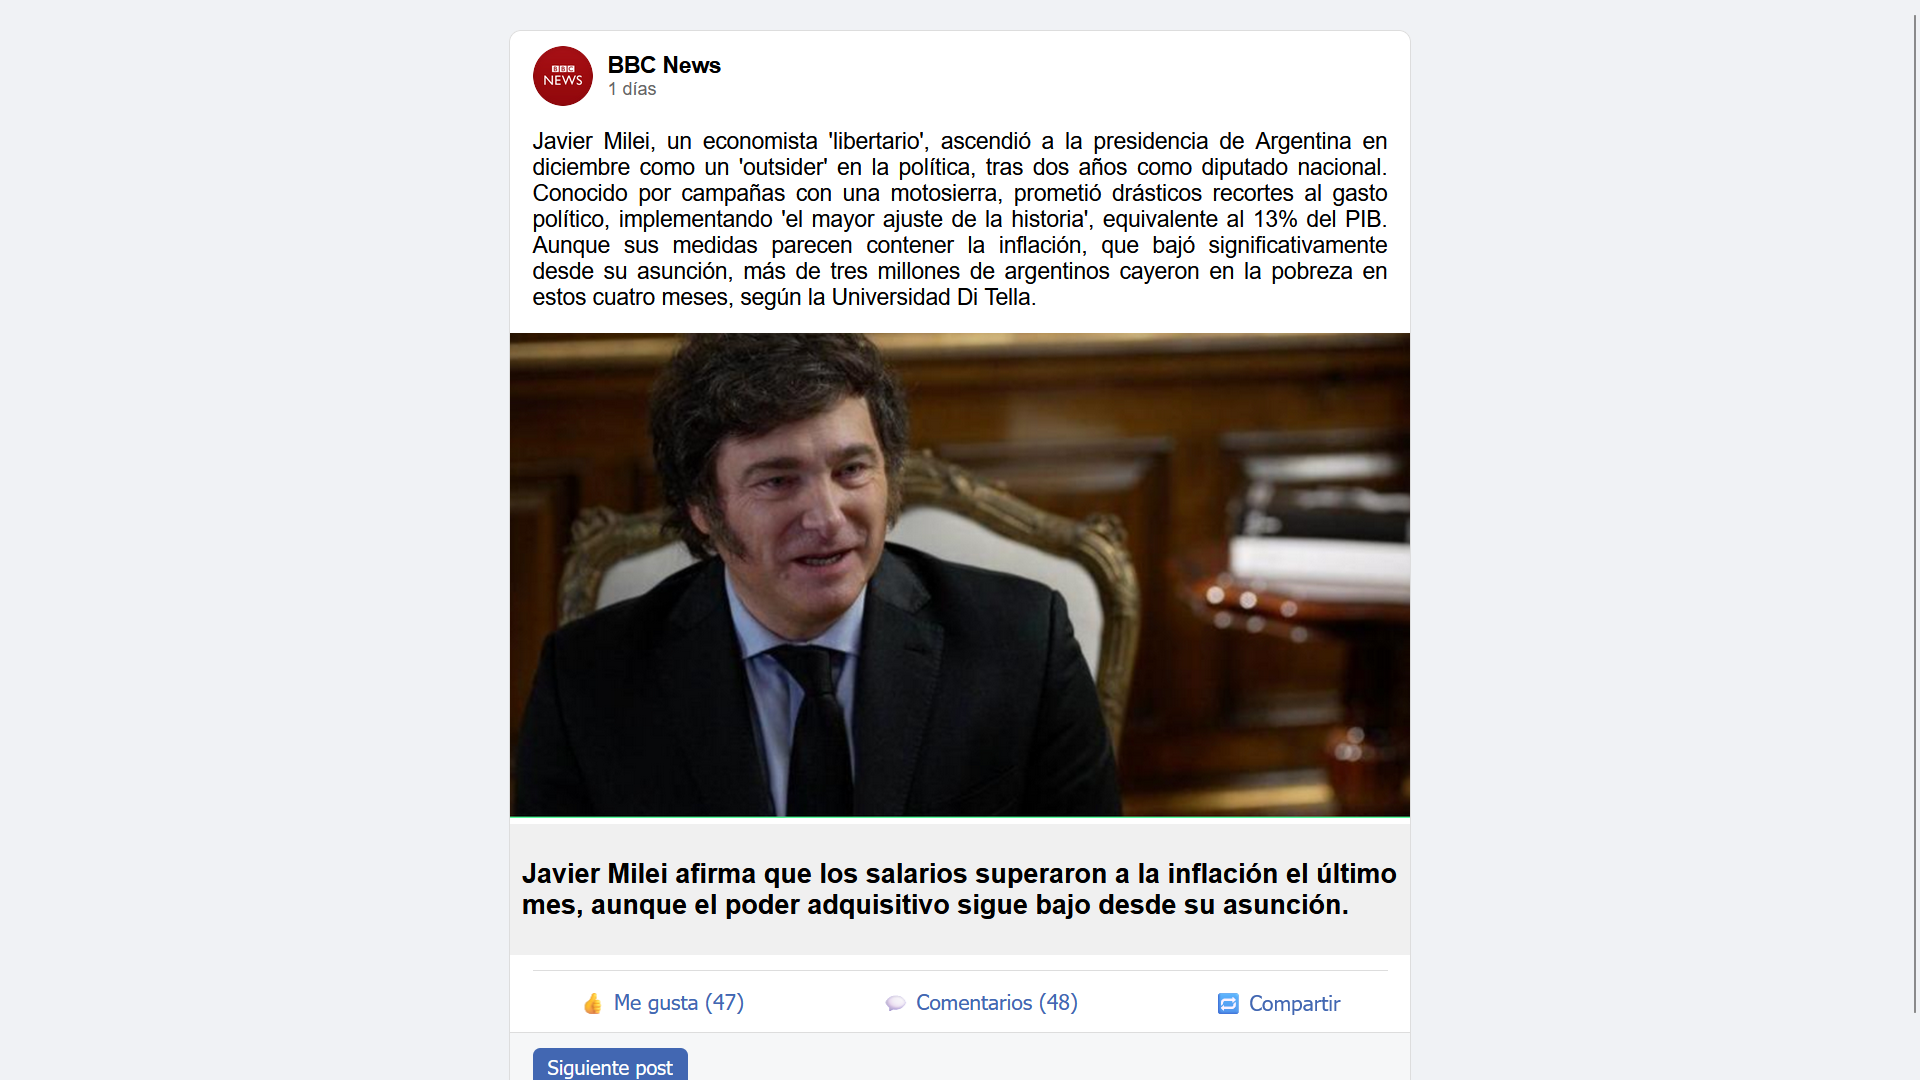 BBC
NEWS
BBC News
1 días
Javier Milei, un economista 'libertario', ascendió a la presidencia de Argentina en
diciembre como un 'outsider' en la política, tras dos años como diputado nacional.
Conocido por campañas con una motosierra, prometió drásticos recortes al gasto
político, implementando 'el mayor ajuste de la historia', equivalente al 13% del PIB.
Aunque sus medidas parecen contener la inflación, que bajó significativamente
desde su asunción, más de tres millones de argentinos cayeron en la pobreza en
estos cuatro meses, según la Universidad Di Tella.
Javier Milei afirma que los salarios superaron a la inflación el último
mes, aunque el poder adquisitivo sigue bajo desde su asunción.
Me gusta (47) Comentarios (48) Compartir
Siguiente post